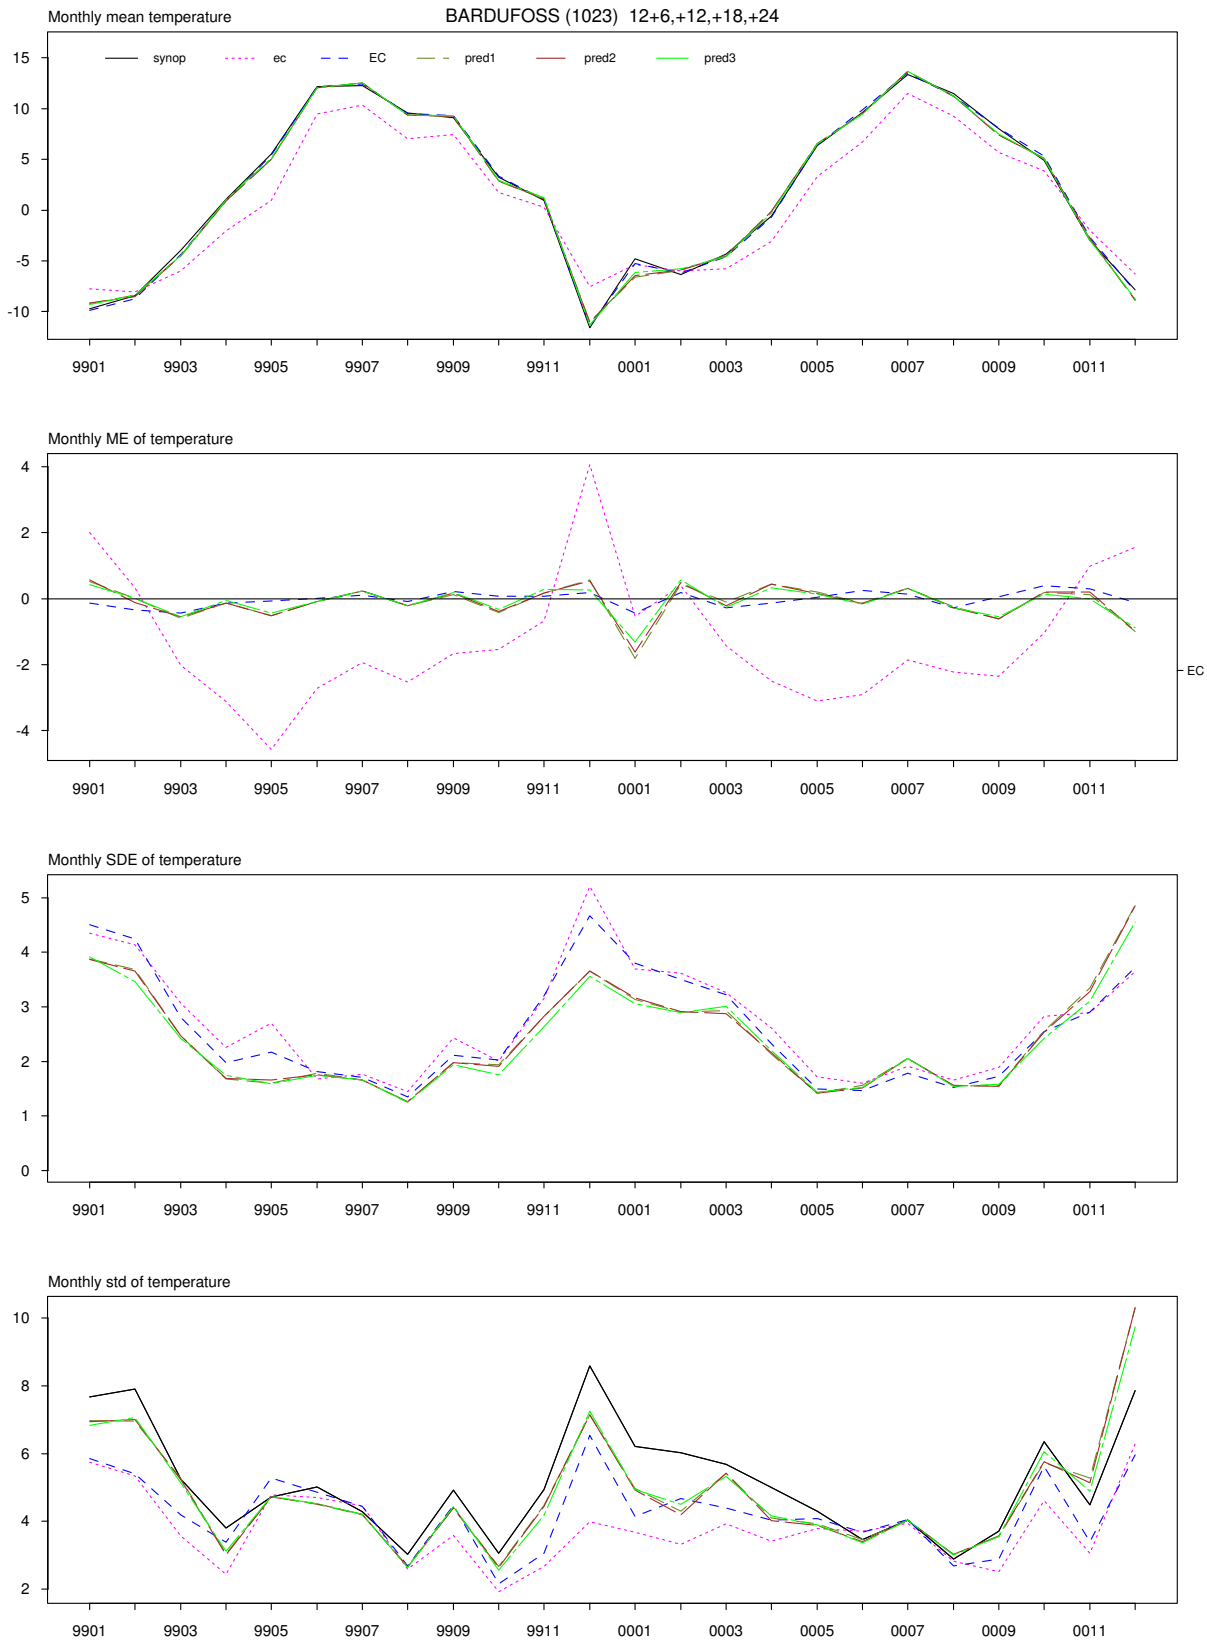 Monthly mean temperature BARDUFOSS (1023) 12+6,+12,+18,+24
synop ec EC pred1 pred2 pred3
15
10
5
0
-5
-10
9901 9903 9905 9907 9909 9911 0001 0003 0005 0007 0009 0011
Monthly ME of temperature
4
2
0
-2
EC
-4
9901 9903 9905 9907 9909 9911 0001 0003 0005 0007 0009 0011
Monthly SDE of temperature
5
4
3
2
1
0
9901 9903 9905 9907 9909 9911 0001 0003 0005 0007 0009 0011
Monthly std of temperature
10
8
6
4
2
9901 9903 9905 9907 9909 9911 0001 0003 0005 0007 0009 0011